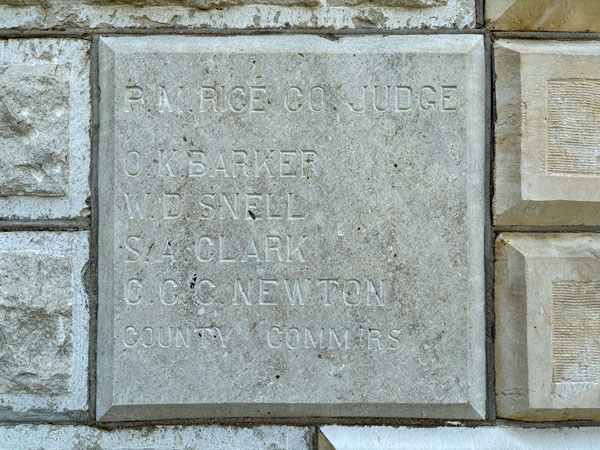 P. M. RICE CO. JUDGE
O. K. BARKER
W. D. SNELL
S. A. CLARK
C. C. C. NEWTON
COUNTY COMM'RS